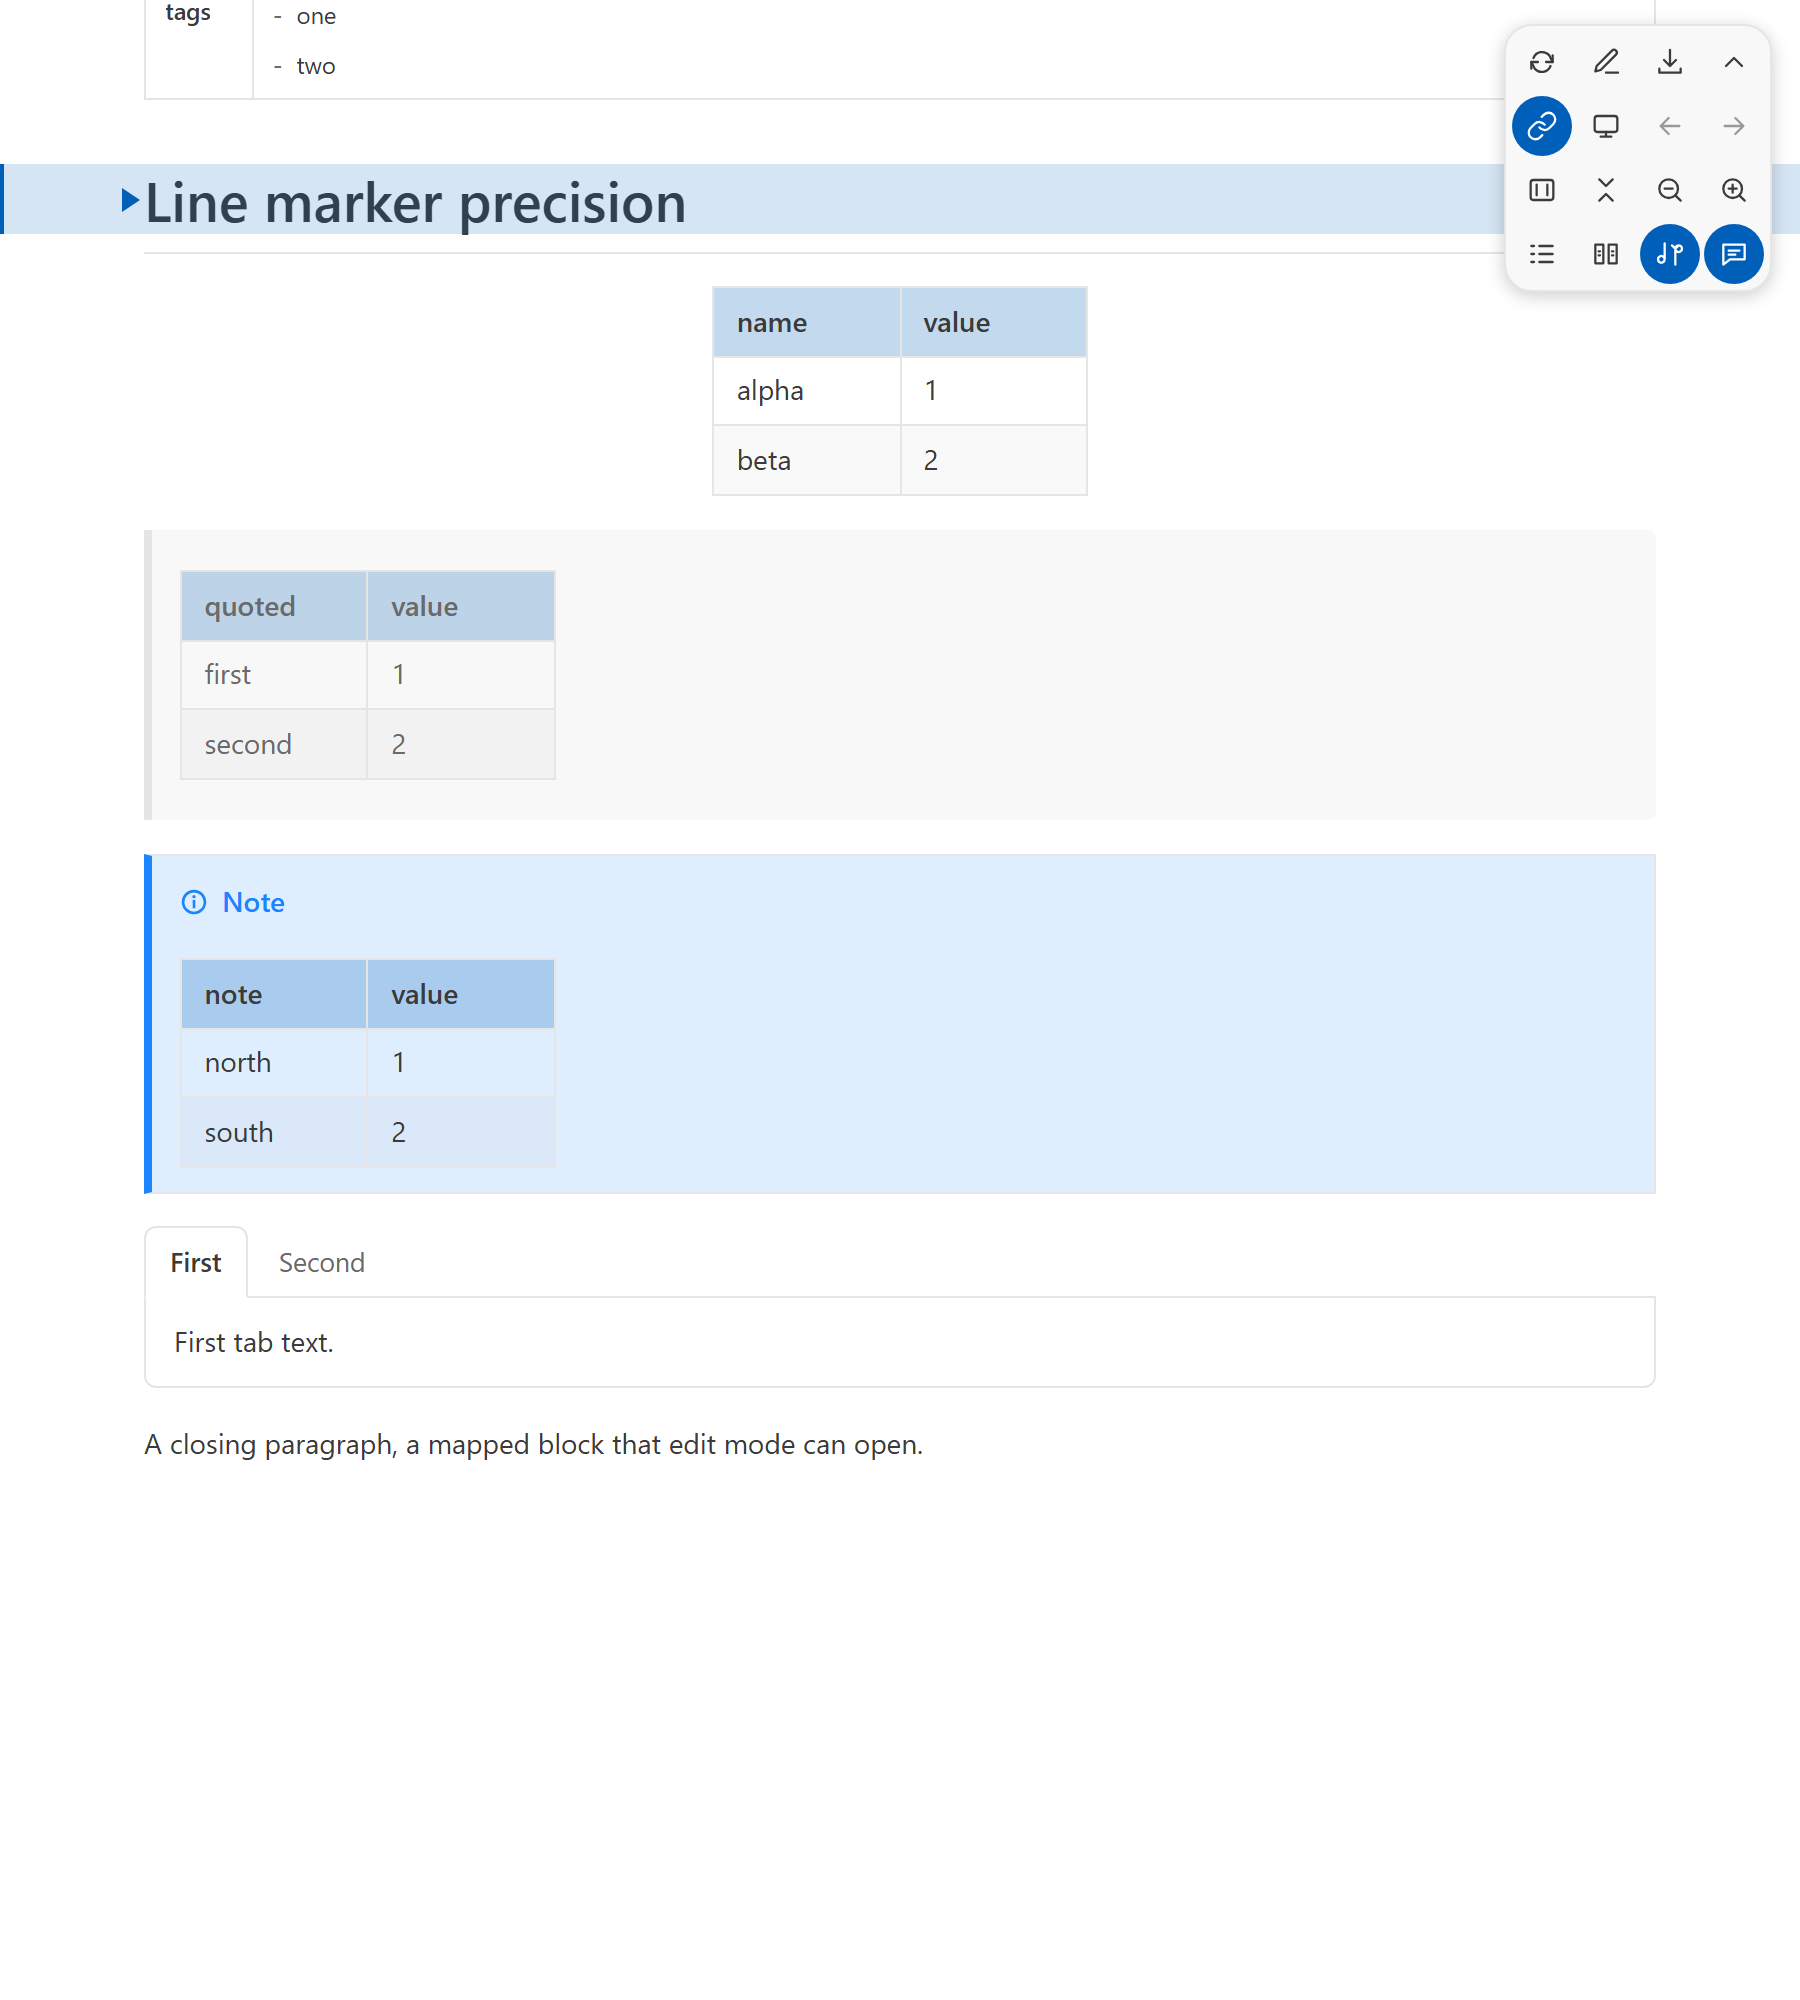 tags
- one
- two
Line marker precision
name value
alpha 1
beta 2
quoted value
first 1
second 2
Note
note value
north 1
south 2
First Second
First tab text.
A closing paragraph, a mapped block that edit mode can open.